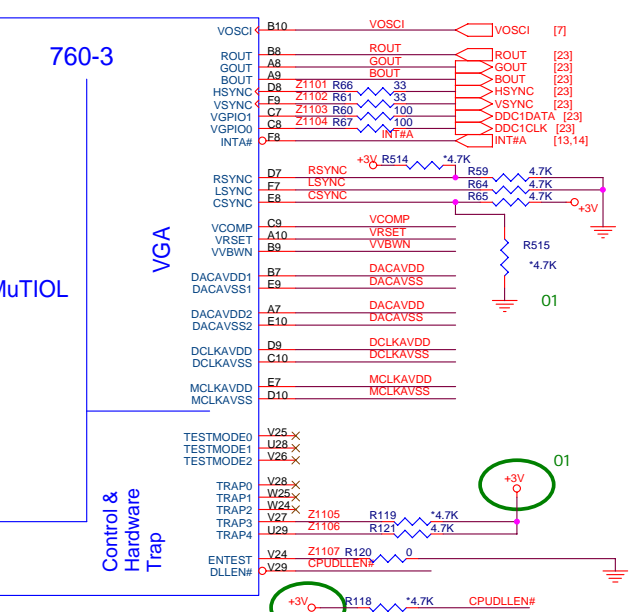 760-3
VGA
MuTIOL
Control &
Hardware
Trap
VOSCI B10 VOSCI VOSCI [7]
ROUT B8 ROUT ROUT [23]
GOUT A8 GOUT GOUT [23]
BOUT A9 BOUT BOUT [23]
HSYNC D8 Z1101 R66 33 HSYNC [23]
VSYNC F9 Z1102 R61 33 VSYNC [23]
VGPIO1 C7 Z1103 R60 100 DDC1DATA [23]
VGPIO0 C8 Z1104 R67 100 DDC1CLK [23]
INTA# F8 INT#A INT#A [13,14]
+3V R514 *4.7K
RSYNC D7 RSYNC R59 4.7K
LSYNC F7 LSYNC R64 4.7K
CSYNC E8 CSYNC R65 4.7K +3V
R515
*4.7K
01
VCOMP C9 VCOMP
VRSET A10 VRSET
VVBWN B9 VVBWN
DACAVDD1 B7 DACAVDD
DACAVSS1 E9 DACAVSS
DACAVDD2 A7 DACAVDD
DACAVSS2 E10 DACAVSS
DCLKAVDD D9 DCLKAVDD
DCLKAVSS C10 DCLKAVSS
MCLKAVDD E7 MCLKAVDD
MCLKAVSS D10 MCLKAVSS
TESTMODE0 V25
TESTMODE1 U28
TESTMODE2 V26
01
+3V
TRAP0 V28
TRAP1 W25
TRAP2 W24
TRAP3 V27 Z1105 R119 *4.7K
TRAP4 U29 Z1106 R121 4.7K
ENTEST V24 Z1107 R120 0
DLLEN# V29 CPUDLLEN#
+3V R118 *4.7K CPUDLLEN#